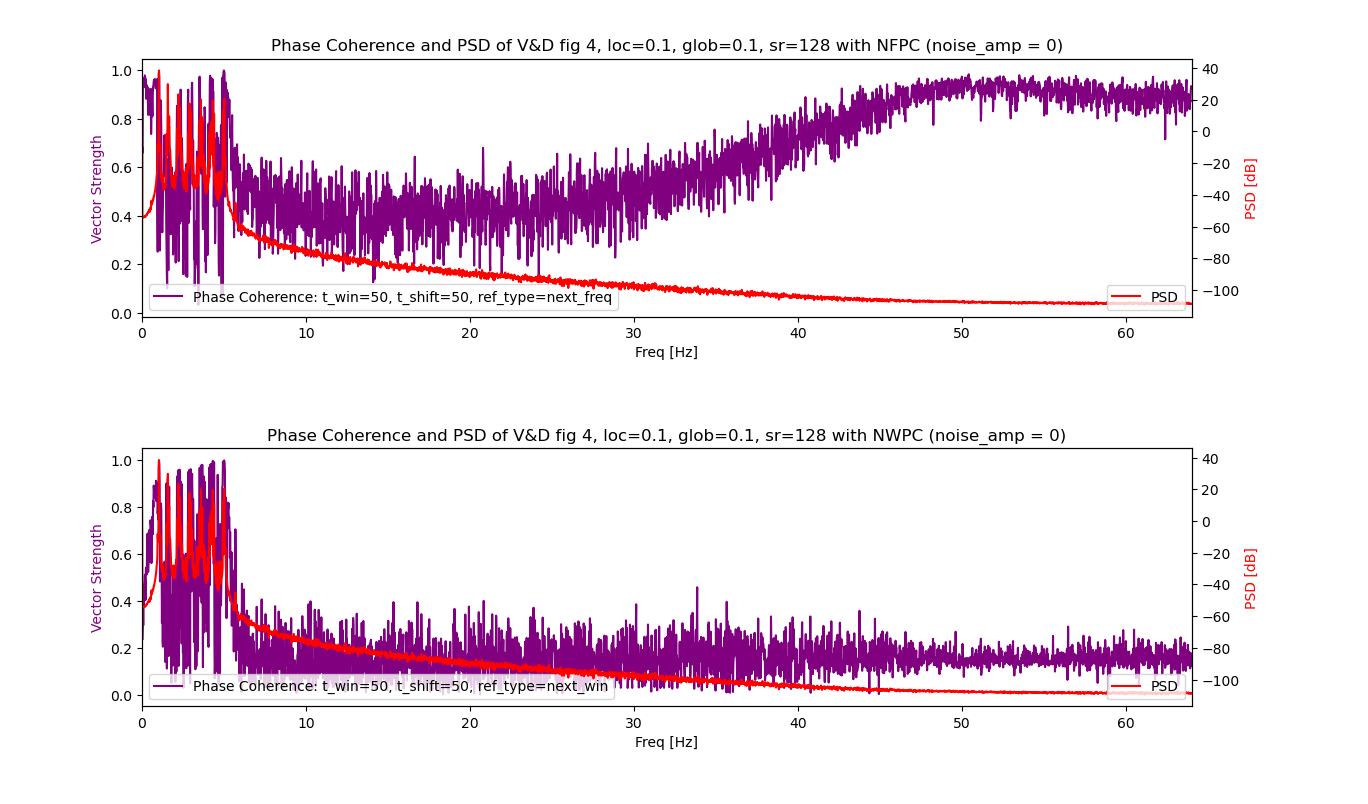 Phase Coherence and PSD of V&D fig 4, loc=0.1, glob=0.1, sr=128 with NFPC (noise_amp = 0)
1.0
0.8
0.6
0.4
0.2
0.0
Vector Strength
40
20
0
−20
−40
−60
−80
−100
PSD [dB]
Phase Coherence: t_win=50, t_shift=50, ref_type=next_freq
PSD
0 10 20 30 40 50 60
Freq [Hz]
Phase Coherence and PSD of V&D fig 4, loc=0.1, glob=0.1, sr=128 with NWPC (noise_amp = 0)
1.0
0.8
0.6
0.4
0.2
0.0
Vector Strength
40
20
0
−20
−40
−60
−80
−100
PSD [dB]
Phase Coherence: t_win=50, t_shift=50, ref_type=next_win
PSD
0 10 20 30 40 50 60
Freq [Hz]